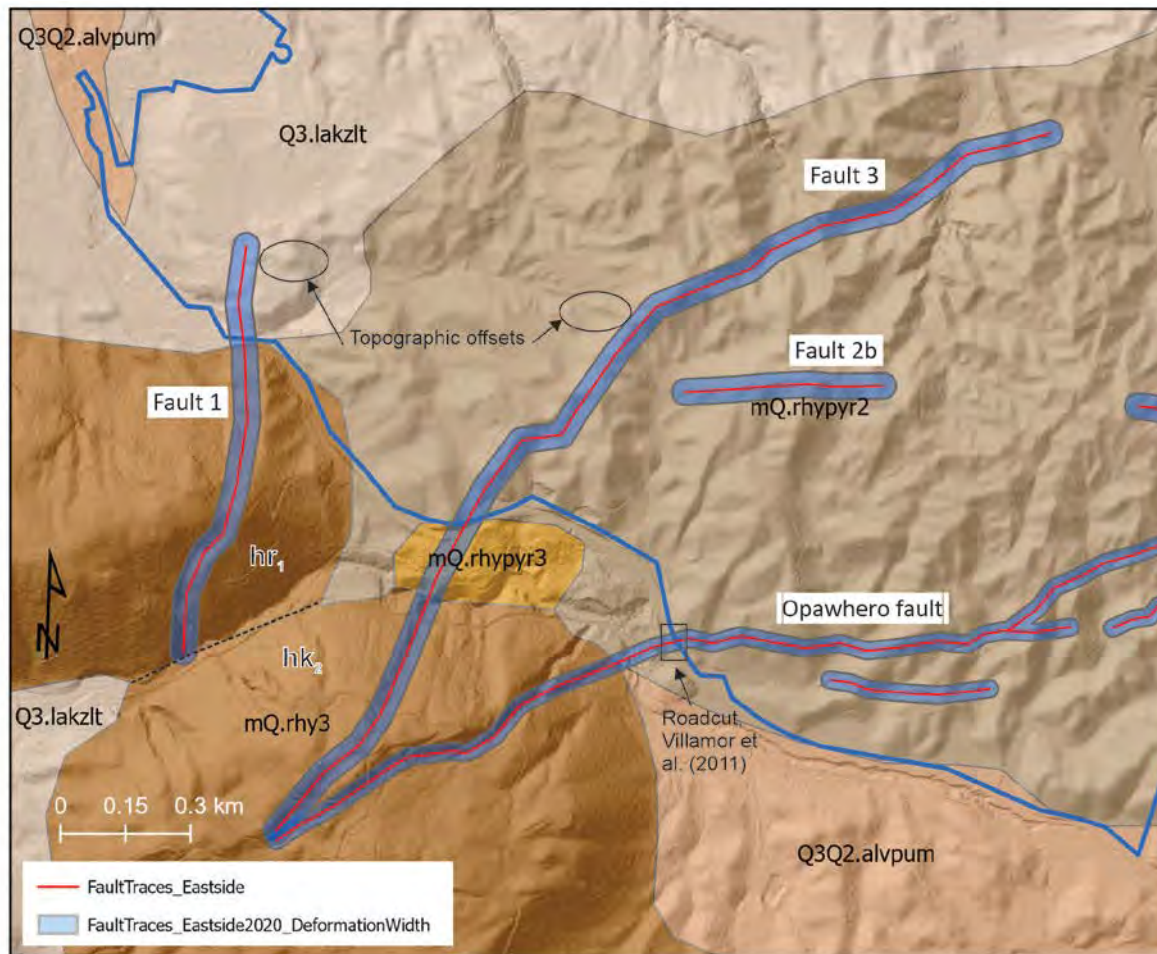 Q3Q2.alvpum
Q3.lakzlt
Fault 3
Topographic offsets
Fault 2b
mQ.rhypyr2
Fault 1
hr1
mQ.rhypyr3
Opawhero fault
hk2
Q3.lakzlt
mQ.rhy3
Roadcut,
Villamor et
al. (2011)
N
0 0.15 0.3 km
Q3Q2.alvpum
FaultTraces_Eastside
FaultTraces_Eastside2020_DeformationWidth